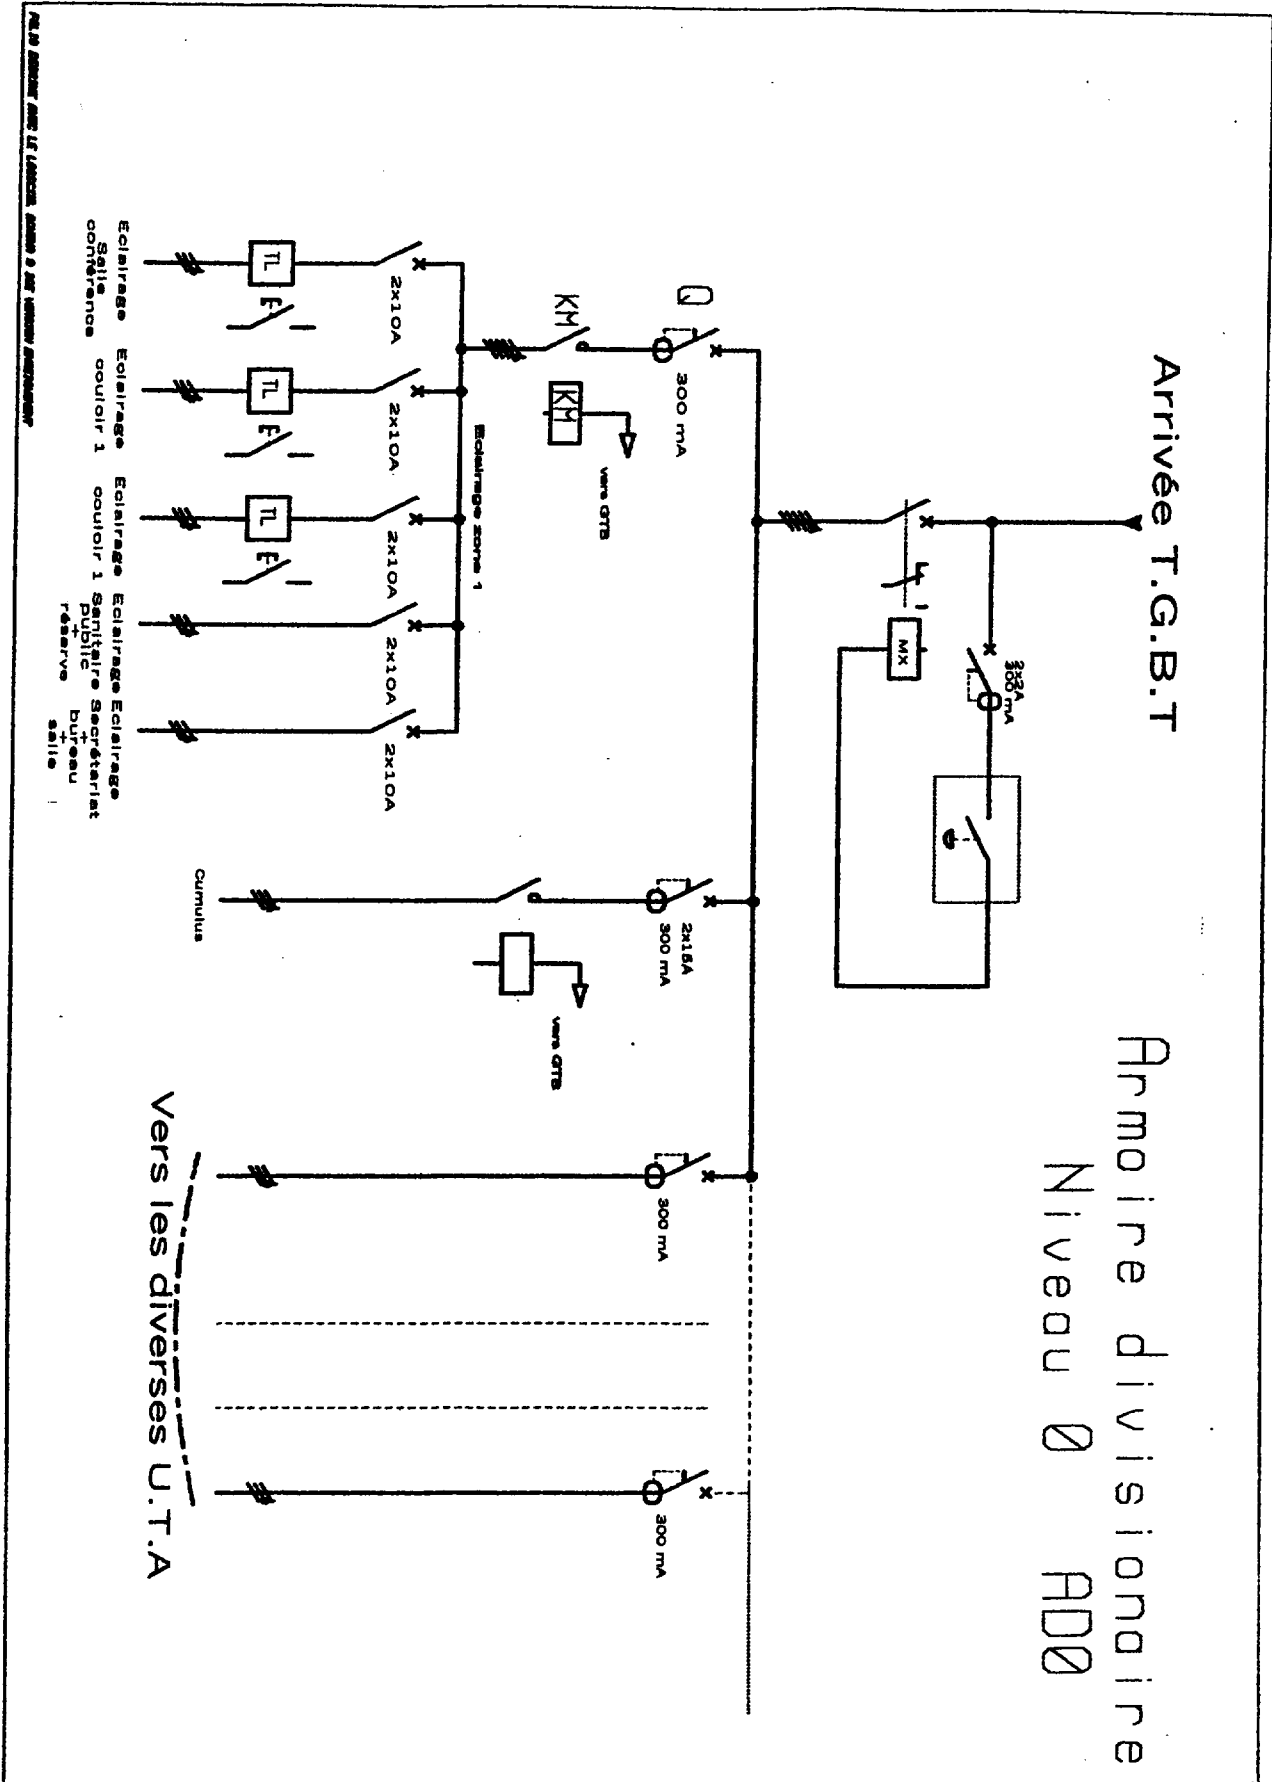 Armoire divisionnaire
Niveau 0 AD0
Arrivée T.G.B.T
2x2A
300 mA
MX
Q
300 mA
KM
KM
vers GTB
Eclairage zone 1
2x10A
2x10A
2x10A
2x10A
2x10A
TL
TL
TL
Eclairage
Salle
conférence
Eclairage
couloir 1
Eclairage
couloir 1
Eclairage
Sanitaire
public
+
réserve
Eclairage
Secrétariat
+
bureau
+
salle
2x15A
300 mA
vers GTB
Cumulus
300 mA
300 mA
Vers les diverses U.T.A